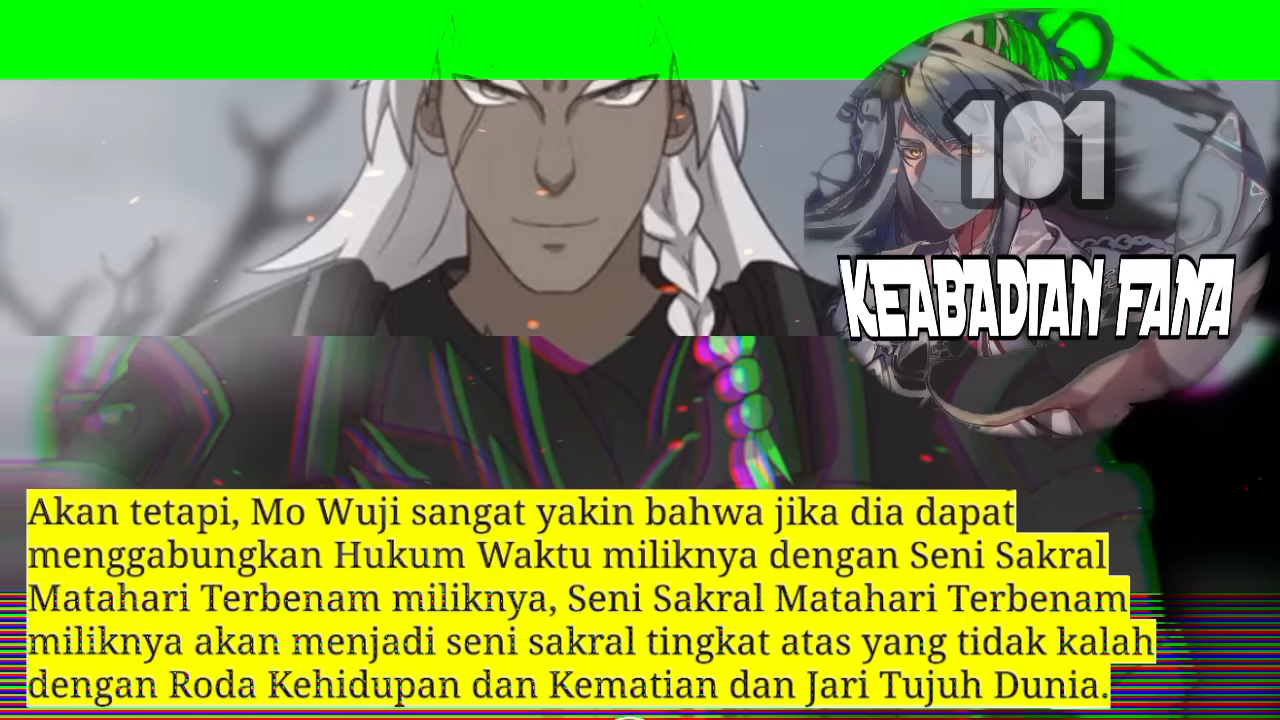 101
KEABADIAN FANA
Akan tetapi, Mo Wuji sangat yakin bahwa jika dia dapat
menggabungkan Hukum Waktu miliknya dengan Seni Sakral
Matahari Terbenam miliknya, Seni Sakral Matahari Terbenam
miliknya akan menjadi seni sakral tingkat atas yang tidak kalah
dengan Roda Kehidupan dan Kematian dan Jari Tujuh Dunia.